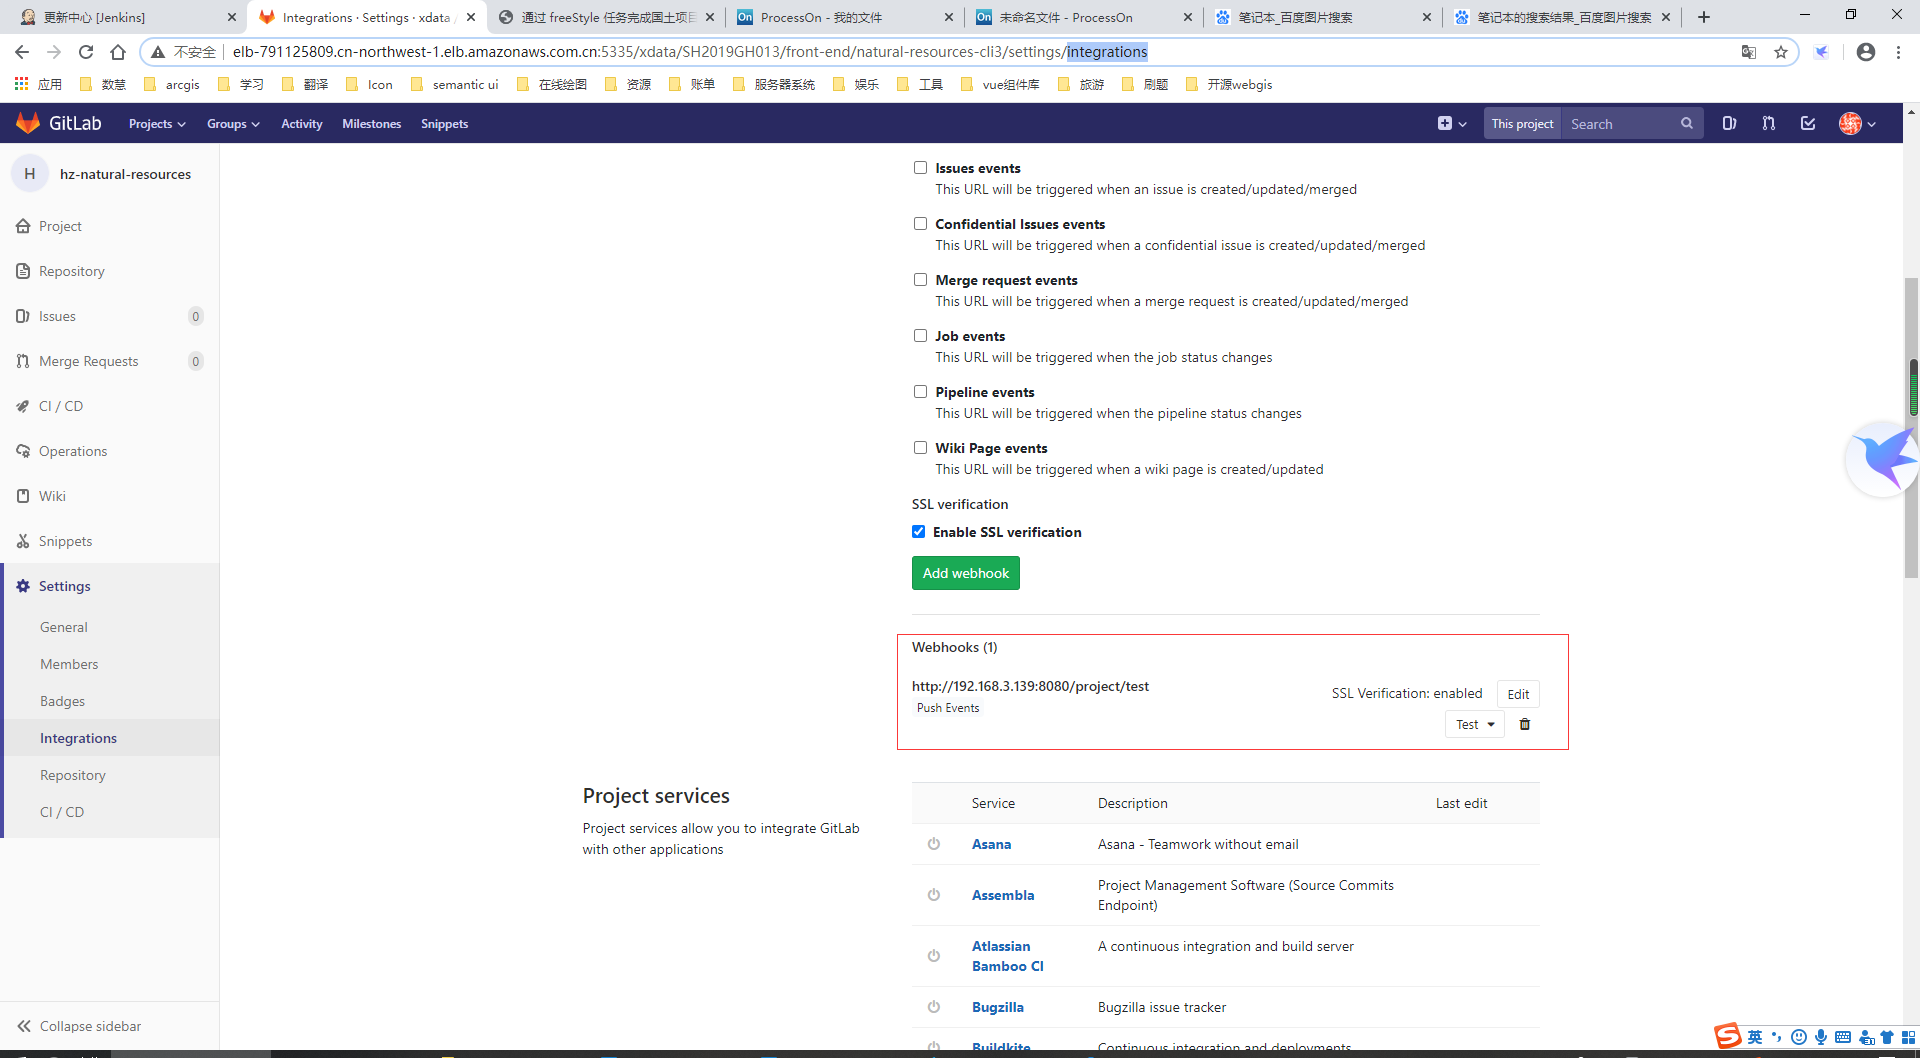 更新中心 [Jenkins]
Integrations · Settings · xdata /
通过 freeStyle 任务完成国土项目
On ProcessOn - 我的文件
On 未命名文件 - ProcessOn
笔记本_百度图片搜索
笔记本的搜索结果_百度图片搜索
不安全 elb-791125809.cn-northwest-1.elb.amazonaws.com.cn:5335/xdata/SH2019GH013/front-end/natural-resources-cli3/settings/integrations
应用 数慧 arcgis 学习 翻译 Icon semantic ui 在线绘图 资源 账单 服务器系统 娱乐 工具 vue组件库 旅游 刷题 开源webgis
GitLab Projects Groups Activity Milestones Snippets This project Search
H hz-natural-resources
Project
Repository
Issues 0
Merge Requests 0
CI / CD
Operations
Wiki
Snippets
Settings
General
Members
Badges
Integrations
Repository
CI / CD
Collapse sidebar
Issues events
This URL will be triggered when an issue is created/updated/merged
Confidential Issues events
This URL will be triggered when a confidential issue is created/updated/merged
Merge request events
This URL will be triggered when a merge request is created/updated/merged
Job events
This URL will be triggered when the job status changes
Pipeline events
This URL will be triggered when the pipeline status changes
Wiki Page events
This URL will be triggered when a wiki page is created/updated
SSL verification
Enable SSL verification
Add webhook
Webhooks (1)
http://192.168.3.139:8080/project/test
Push Events
SSL Verification: enabled Edit
Test
Project services
Project services allow you to integrate GitLab
with other applications
Service Description Last edit
Asana Asana - Teamwork without email
Assembla Project Management Software (Source Commits
Endpoint)
Atlassian A continuous integration and build server
Bamboo CI
Bugzilla Bugzilla issue tracker
Buildkite Continuous integration and deployments
S 英